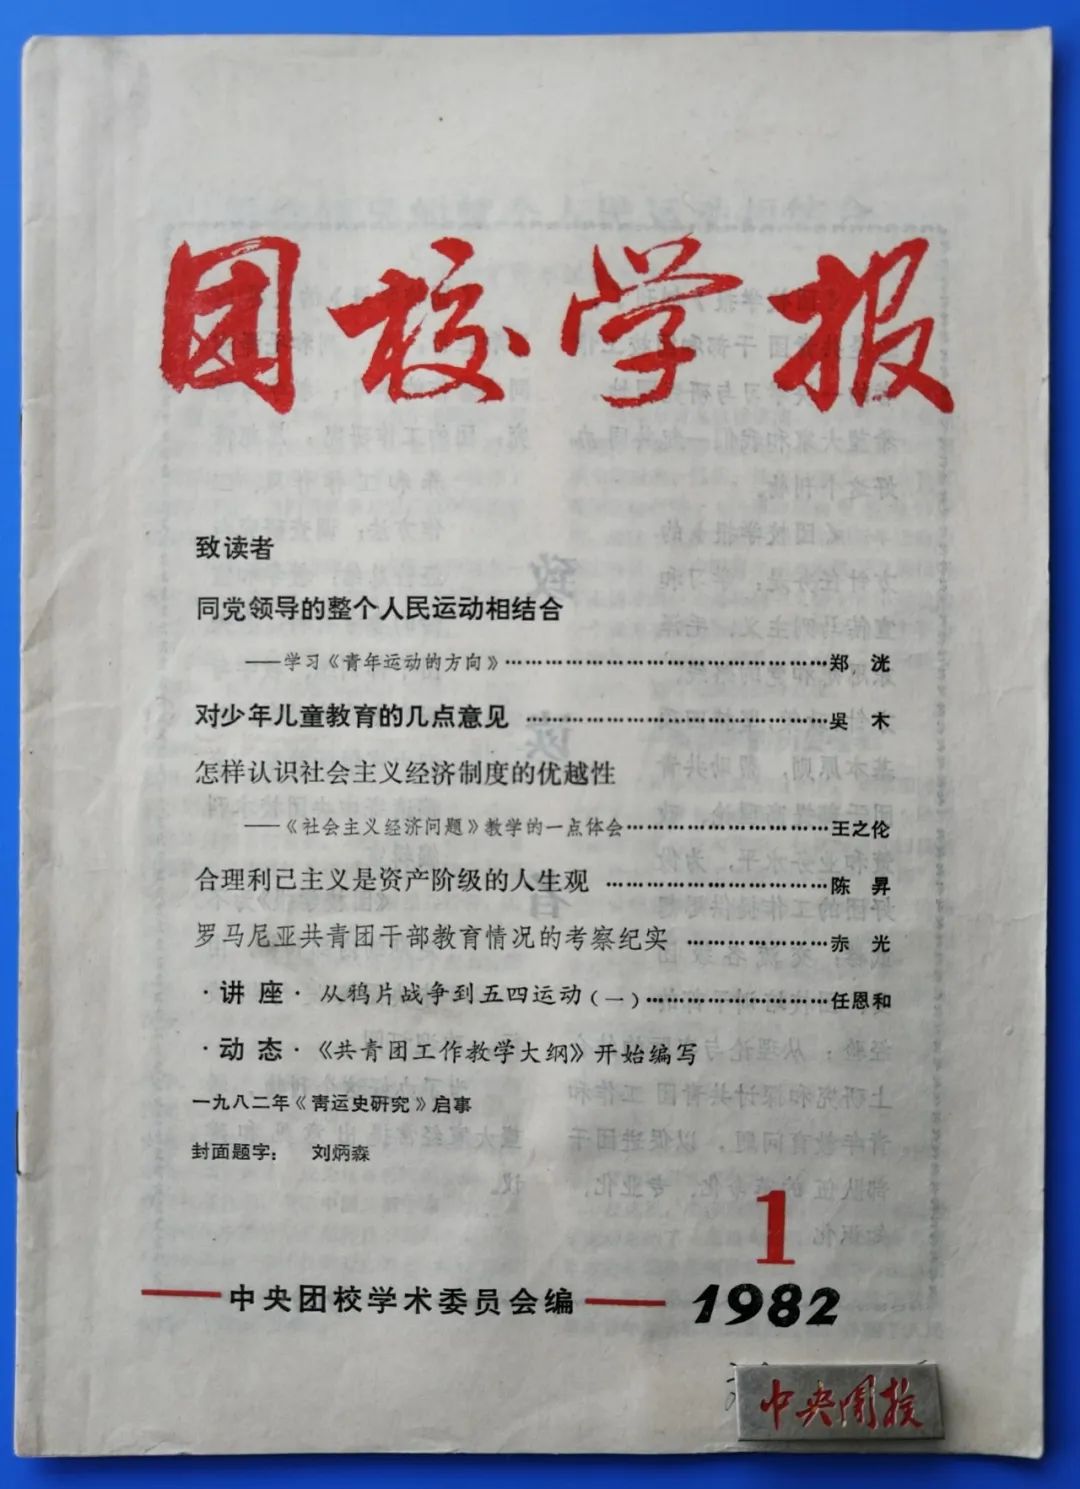 团校学报
致读者
同党领导的整个人民运动相结合
——学习《青年运动的方向》……………………………………郑 洸
对少年儿童教育的几点意见 ……………………………………吴 木
怎样认识社会主义经济制度的优越性
——《社会主义经济问题》教学的一点体会………………………王之伦
合理利己主义是资产阶级的人生观 …………………………陈 昇
罗马尼亚共青团干部教育情况的考察纪实 …………………赤 光
·讲 座· 从鸦片战争到五四运动(一)………………………任恩和
·动 态·《共青团工作教学大纲》开始编写
一九八二年《青运史研究》启事
封面题字： 刘炳森
1
——中央团校学术委员会编——
1982
中央团校